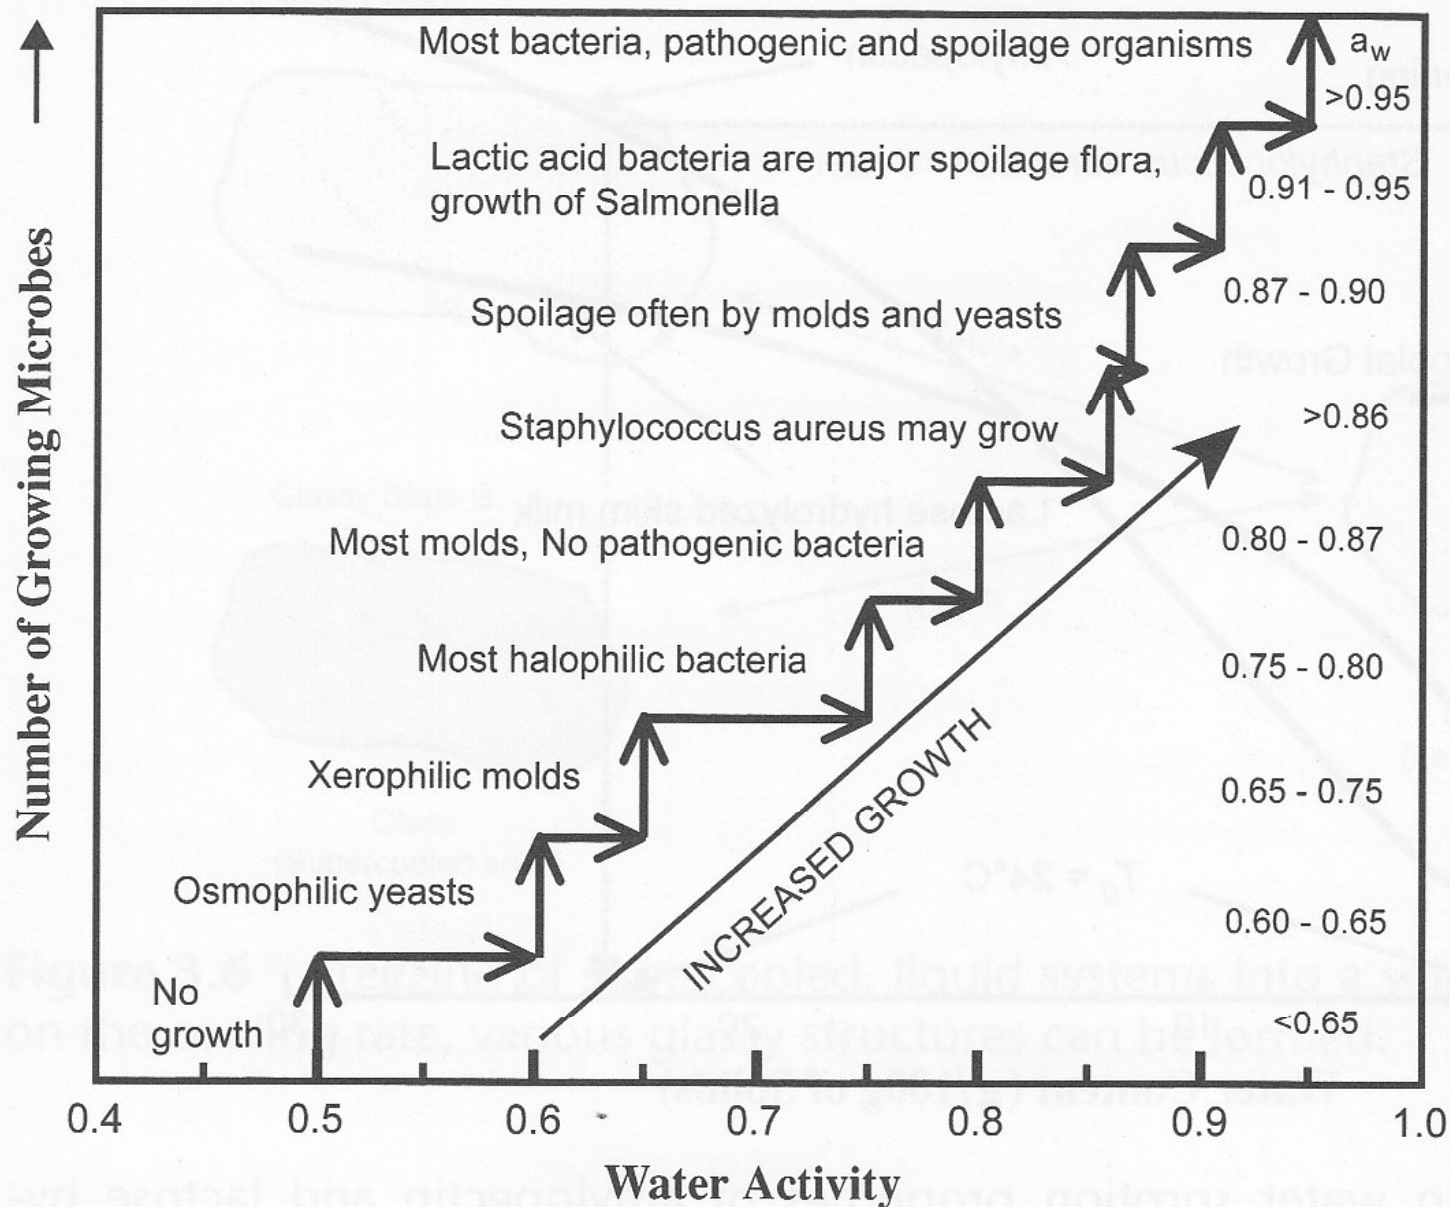 Most bacteria, pathogenic and spoilage organisms
aw
>0.95
Lactic acid bacteria are major spoilage flora,
growth of Salmonella
0.91 - 0.95
Spoilage often by molds and yeasts
0.87 - 0.90
Staphylococcus aureus may grow
>0.86
Most molds, No pathogenic bacteria
0.80 - 0.87
Most halophilic bacteria
0.75 - 0.80
Xerophilic molds
0.65 - 0.75
Osmophilic yeasts
0.60 - 0.65
No
growth
<0.65
INCREASED GROWTH
Number of Growing Microbes
0.4 0.5 0.6 0.7 0.8 0.9 1.0
Water Activity